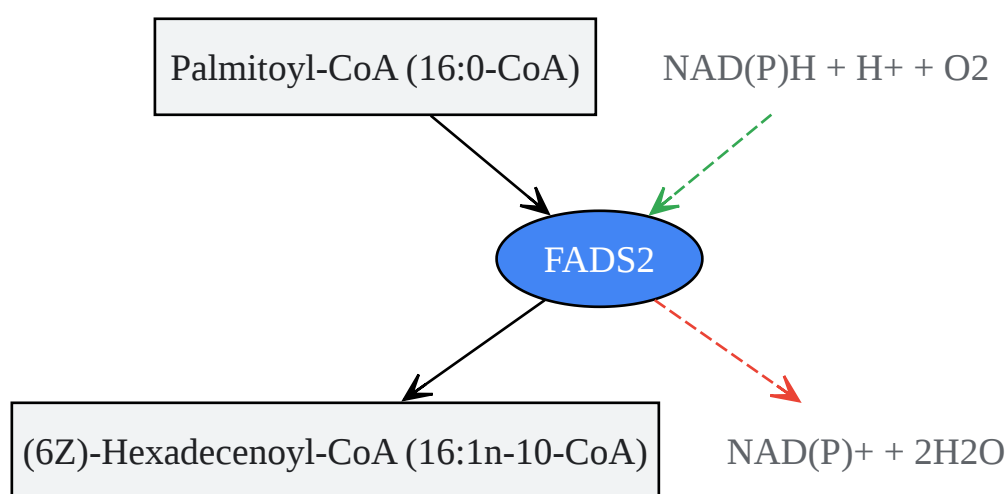 Palmitoyl-CoA (16:0-CoA)
NAD(P)H + H+ + O2
FADS2
(6Z)-Hexadecenoyl-CoA (16:1n-10-CoA)
NAD(P)+ + 2H2O